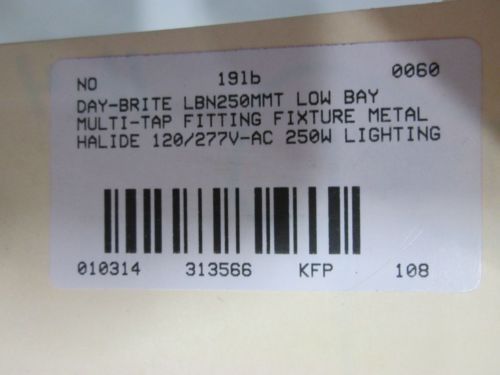 NO 19lb 0060
DAY-BRITE LBN250MMT LOW BAY
MULTI-TAP FITTING FIXTURE METAL
HALIDE 120/277V-AC 250W LIGHTING
010314 313566 KFP 108